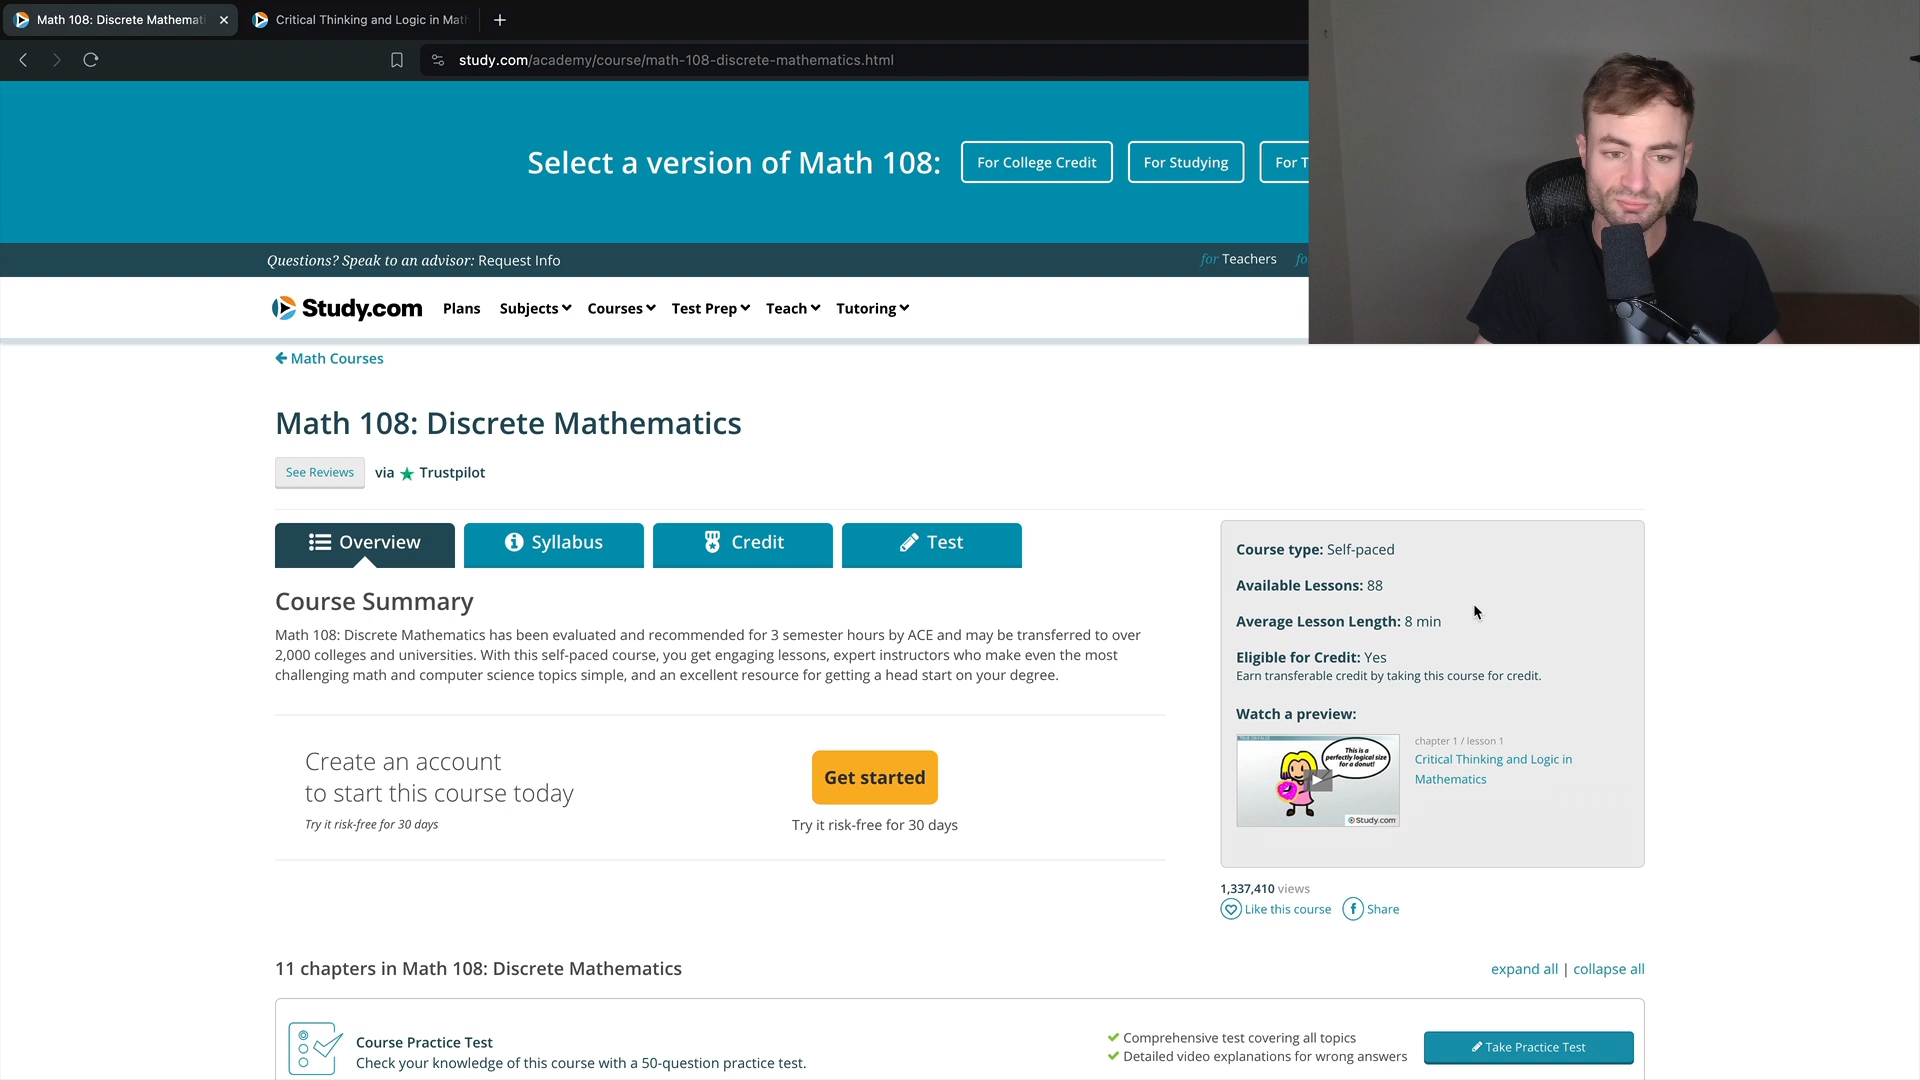 Math 108: Discrete Mathemati
Critical Thinking and Logic in Math
study.com/academy/course/math-108-discrete-mathematics.html
Select a version of Math 108:
For College Credit
For Studying
For T
Questions? Speak to an advisor: Request Info
for Teachers
fo
Study.com
Plans
Subjects
Courses
Test Prep
Teach
Tutoring
Math Courses
Math 108: Discrete Mathematics
See Reviews
via Trustpilot
Overview
Syllabus
Credit
Test
Course Summary
Math 108: Discrete Mathematics has been evaluated and recommended for 3 semester hours by ACE and may be transferred to over
2,000 colleges and universities. With this self-paced course, you get engaging lessons, expert instructors who make even the most
challenging math and computer science topics simple, and an excellent resource for getting a head start on your degree.
Create an account
to start this course today
Try it risk-free for 30 days
Get started
Try it risk-free for 30 days
Course type: Self-paced
Available Lessons: 88
Average Lesson Length: 8 min
Eligible for Credit: Yes
Earn transferable credit by taking this course for credit.
Watch a preview:
This is a
perfectly logical size
for a donut!
Study.com
chapter 1 / lesson 1
Critical Thinking and Logic in
Mathematics
1,337,410 views
Like this course
Share
11 chapters in Math 108: Discrete Mathematics
expand all | collapse all
Course Practice Test
Check your knowledge of this course with a 50-question practice test.
Comprehensive test covering all topics
Detailed video explanations for wrong answers
Take Practice Test